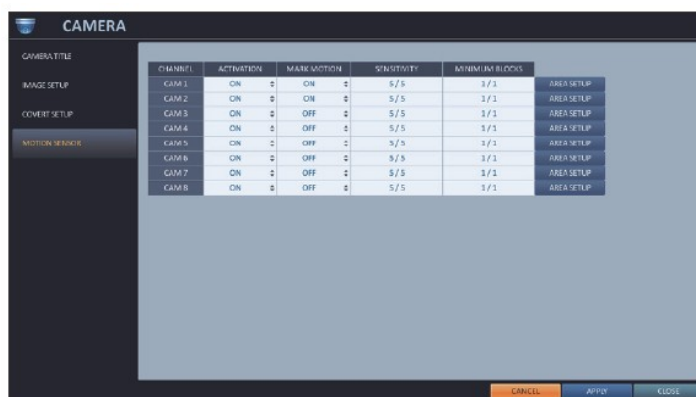 CAMERA
CAMERA TITLE
IMAGE SETUP
COVERT SETUP
MOTION SENSOR
CHANNEL ACTIVATION MARK MOTION SENSITIVITY MINIMUM BLOCKS
CAM 1 ON ON 5 / 5 1 / 1 AREA SETUP
CAM 2 ON ON 5 / 5 1 / 1 AREA SETUP
CAM 3 ON OFF 5 / 5 1 / 1 AREA SETUP
CAM 4 ON OFF 5 / 5 1 / 1 AREA SETUP
CAM 5 ON OFF 5 / 5 1 / 1 AREA SETUP
CAM 6 ON OFF 5 / 5 1 / 1 AREA SETUP
CAM 7 ON OFF 5 / 5 1 / 1 AREA SETUP
CAM 8 ON OFF 5 / 5 1 / 1 AREA SETUP
CANCEL APPLY CLOSE